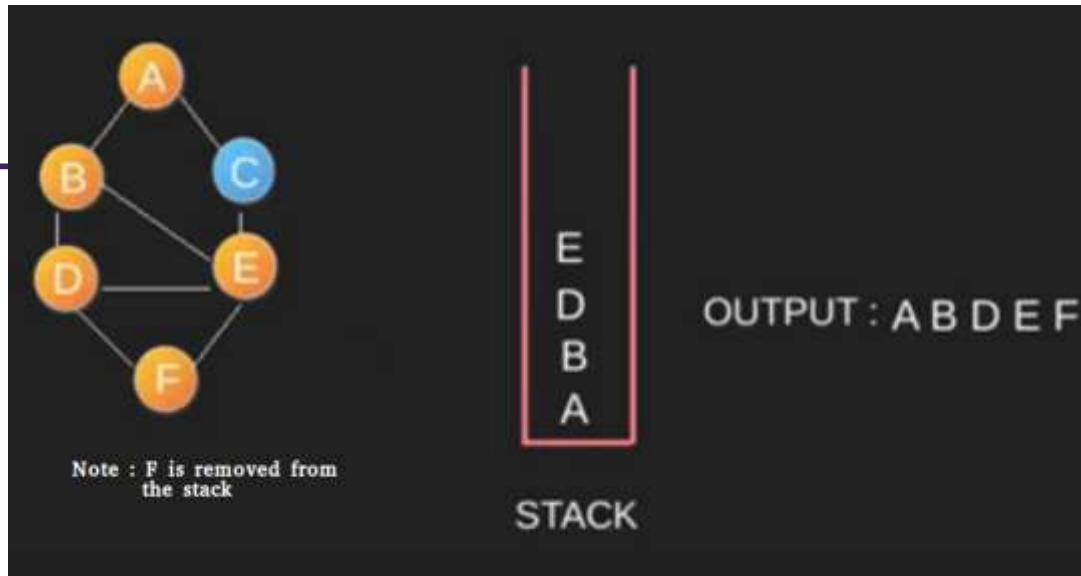 A
B
C
D
E
F
Note : F is removed from
the stack
E
D
B
A
STACK
OUTPUT : A B D E F